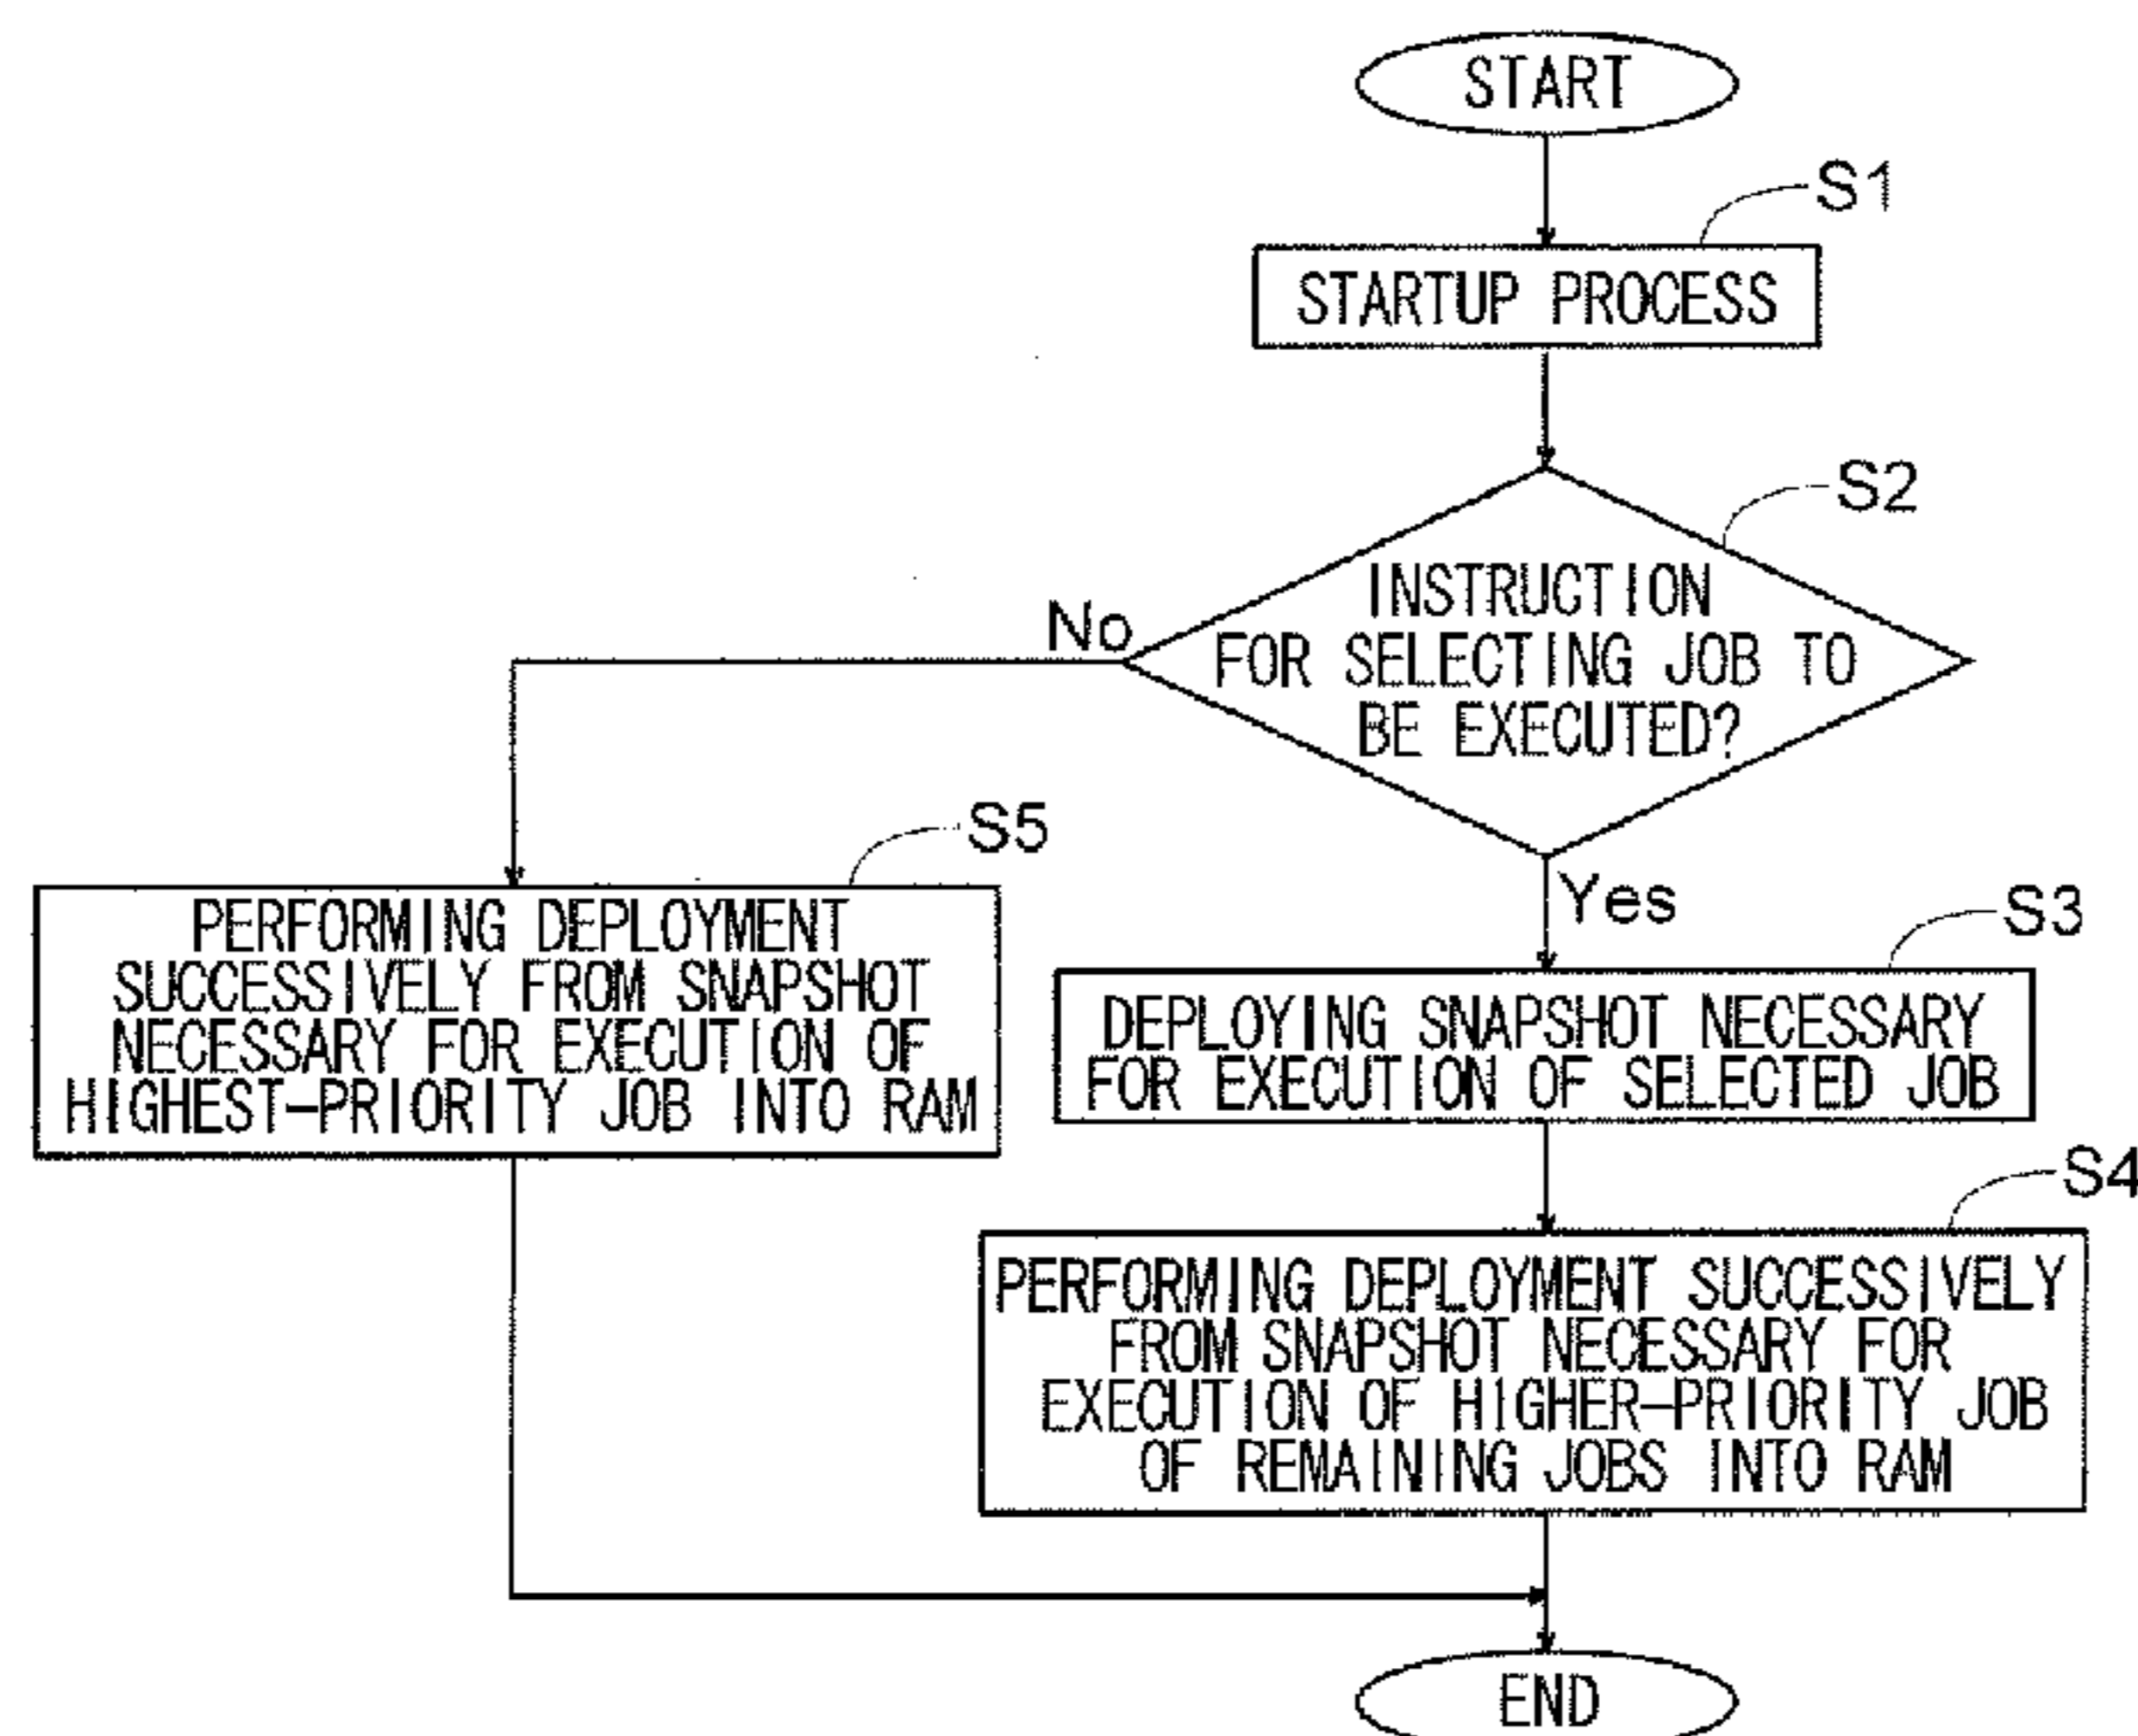 START
S1
STARTUP PROCESS
S2
INSTRUCTION
FOR SELECTING JOB TO
BE EXECUTED?
No
Yes
S5
PERFORMING DEPLOYMENT
SUCCESSIVELY FROM SNAPSHOT
NECESSARY FOR EXECUTION OF
HIGHEST-PRIORITY JOB INTO RAM
S3
DEPLOYING SNAPSHOT NECESSARY
FOR EXECUTION OF SELECTED JOB
S4
PERFORMING DEPLOYMENT SUCCESSIVELY
FROM SNAPSHOT NECESSARY FOR
EXECUTION OF HIGHER-PRIORITY JOB
OF REMAINING JOBS INTO RAM
END